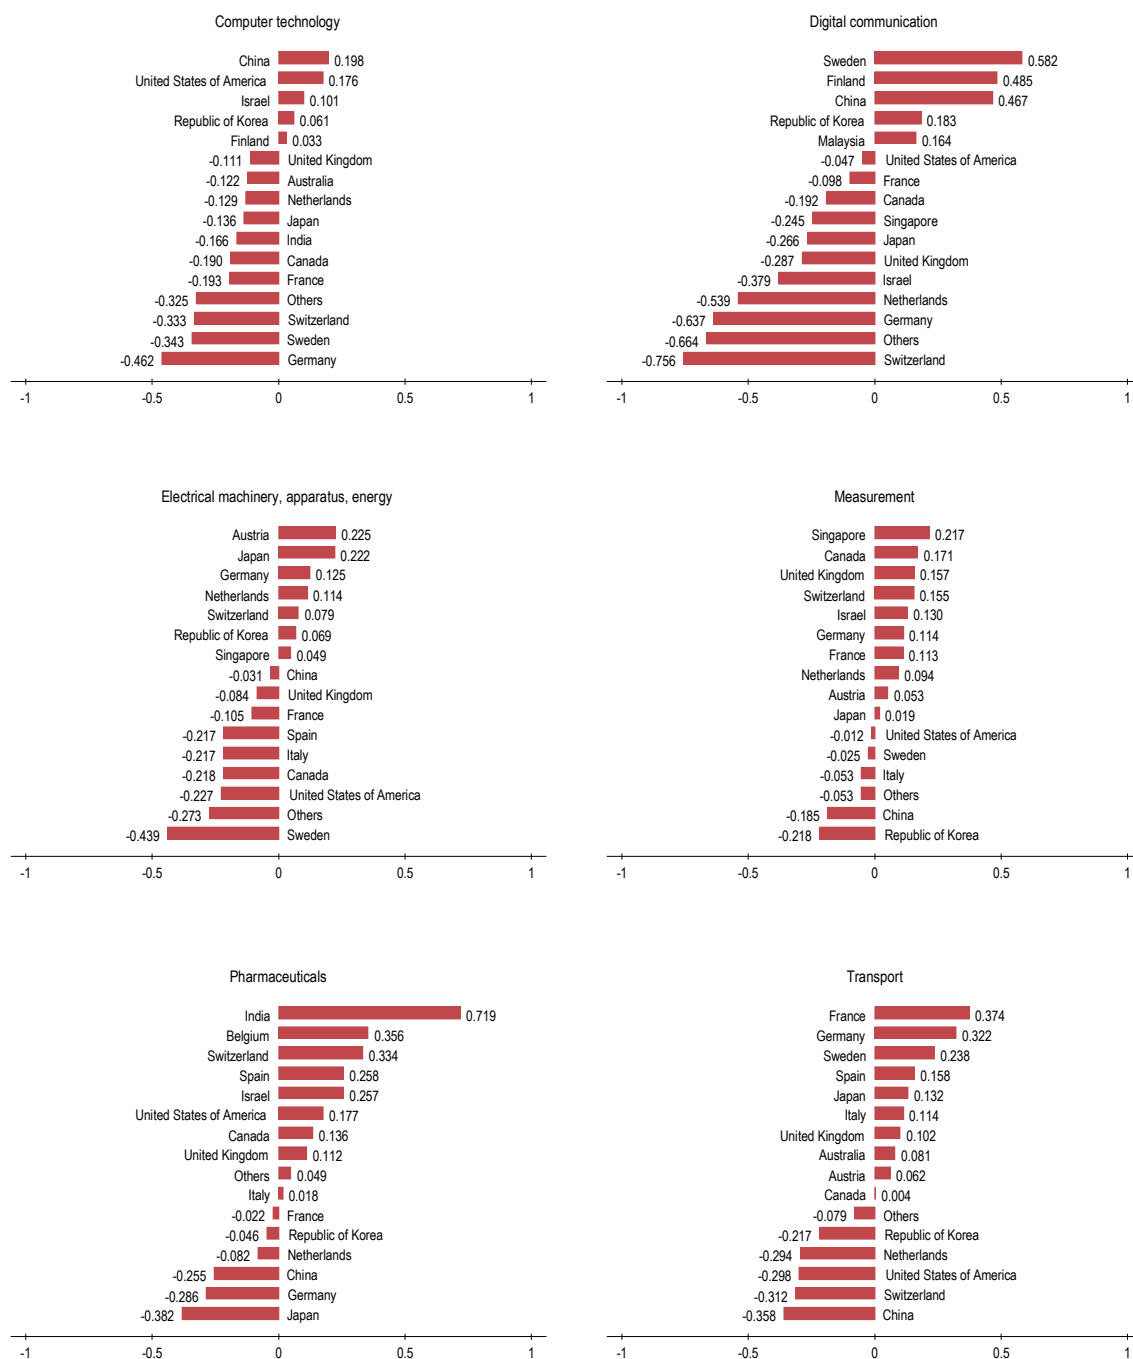 Computer technology
China 0.198
United States of America 0.176
Israel 0.101
Republic of Korea 0.061
Finland 0.033
-0.111 United Kingdom
-0.122 Australia
-0.129 Netherlands
-0.136 Japan
-0.166 India
-0.190 Canada
-0.193 France
-0.325 Others
-0.333 Switzerland
-0.343 Sweden
-0.462 Germany
-1 -0.5 0 0.5 1
Digital communication
Sweden 0.582
Finland 0.485
China 0.467
Republic of Korea 0.183
Malaysia 0.164
-0.047 United States of America
-0.098 France
-0.192 Canada
-0.245 Singapore
-0.266 Japan
-0.287 United Kingdom
-0.379 Israel
-0.539 Netherlands
-0.637 Germany
-0.664 Others
-0.756 Switzerland
-1 -0.5 0 0.5 1
Electrical machinery, apparatus, energy
Austria 0.225
Japan 0.222
Germany 0.125
Netherlands 0.114
Switzerland 0.079
Republic of Korea 0.069
Singapore 0.049
-0.031 China
-0.084 United Kingdom
-0.105 France
-0.217 Spain
-0.217 Italy
-0.218 Canada
-0.227 United States of America
-0.273 Others
-0.439 Sweden
-1 -0.5 0 0.5 1
Measurement
Singapore 0.217
Canada 0.171
United Kingdom 0.157
Switzerland 0.155
Israel 0.130
Germany 0.114
France 0.113
Netherlands 0.094
Austria 0.053
Japan 0.019
-0.012 United States of America
-0.025 Sweden
-0.053 Italy
-0.053 Others
-0.185 China
-0.218 Republic of Korea
-1 -0.5 0 0.5 1
Pharmaceuticals
India 0.719
Belgium 0.356
Switzerland 0.334
Spain 0.258
Israel 0.257
United States of America 0.177
Canada 0.136
United Kingdom 0.112
Others 0.049
Italy 0.018
-0.022 France
-0.046 Republic of Korea
-0.082 Netherlands
-0.255 China
-0.286 Germany
-0.382 Japan
-1 -0.5 0 0.5 1
Transport
France 0.374
Germany 0.322
Sweden 0.238
Spain 0.158
Japan 0.132
Italy 0.114
United Kingdom 0.102
Australia 0.081
Austria 0.062
Canada 0.004
-0.079 Others
-0.217 Republic of Korea
-0.294 Netherlands
-0.298 United States of America
-0.312 Switzerland
-0.358 China
-1 -0.5 0 0.5 1